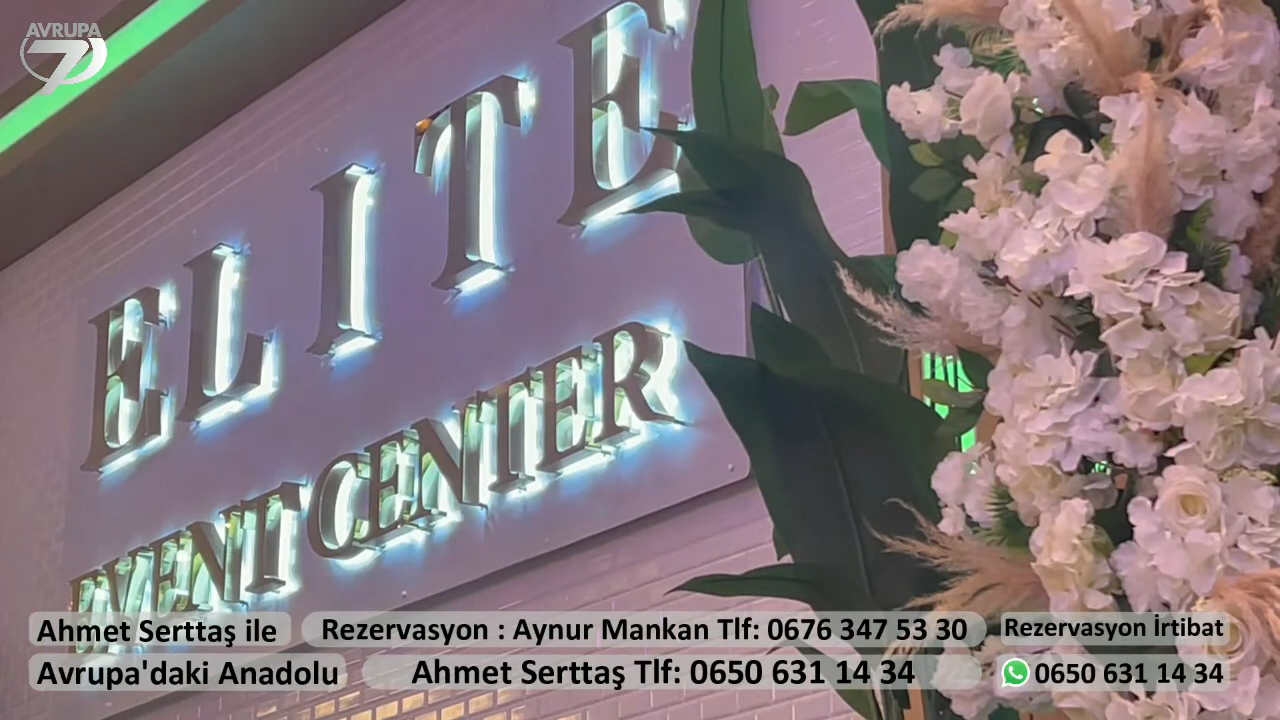 AVRUPA
7
ELITE
EVENT CENTER
Ahmet Serttaş ile
Avrupa'daki Anadolu
Rezervasyon : Aynur Mankan Tlf: 0676 347 53 30
Ahmet Serttaş Tlf: 0650 631 14 34
Rezervasyon İrtibat
0650 631 14 34